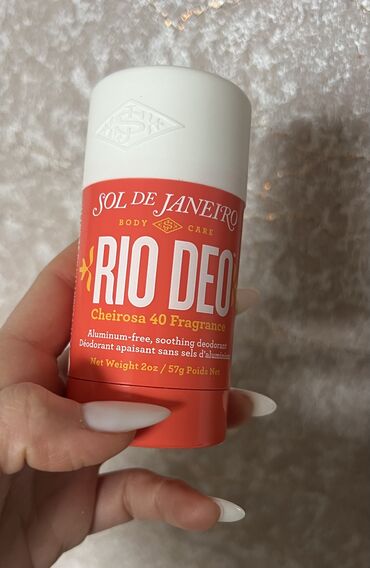 SOL DE JANEIRO
BODY CARE
RIO DEO
Cheirosa 40 Fragrance
Aluminum-free, soothing deodorant
Déodorant apaisant sans sels d'aluminium
Net Weight 2oz / 57g Poids Net